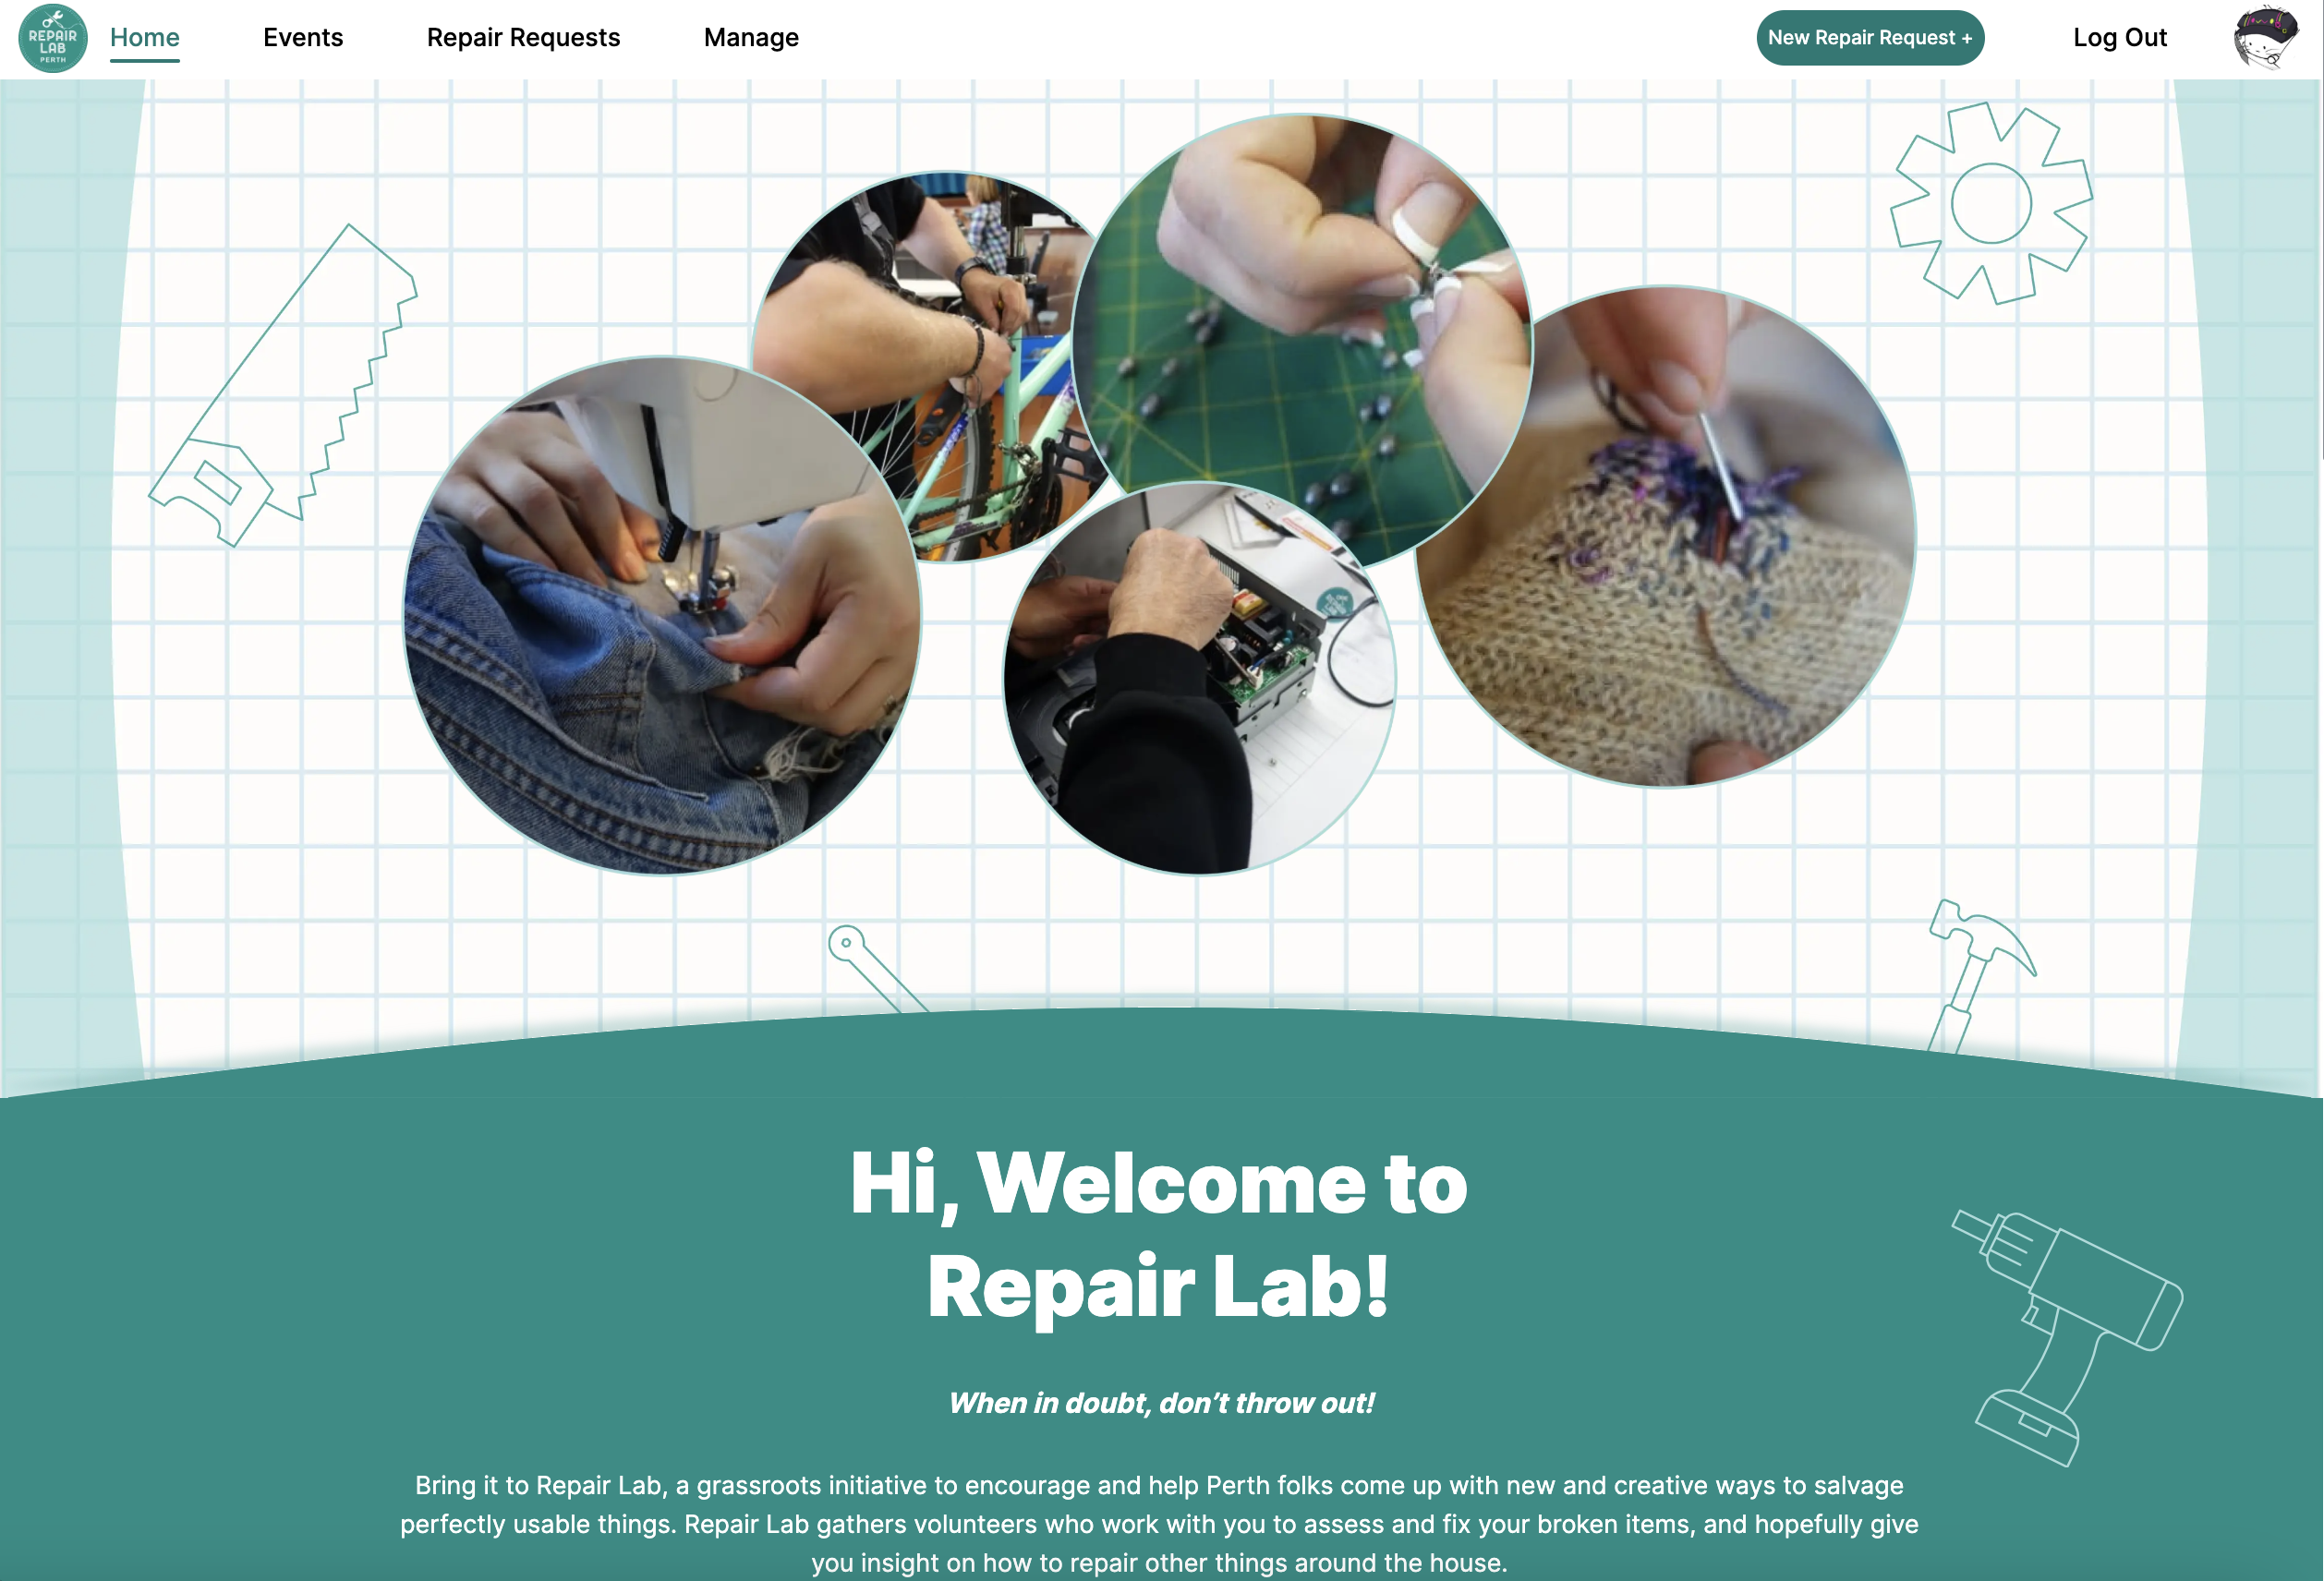 REPAIR
LAB
PERTH
Home
Events
Repair Requests
Manage
New Repair Request +
Log Out
Hi, Welcome to
Repair Lab!
When in doubt, don’t throw out!
Bring it to Repair Lab, a grassroots initiative to encourage and help Perth folks come up with new and creative ways to salvage
perfectly usable things. Repair Lab gathers volunteers who work with you to assess and fix your broken items, and hopefully give
you insight on how to repair other things around the house.